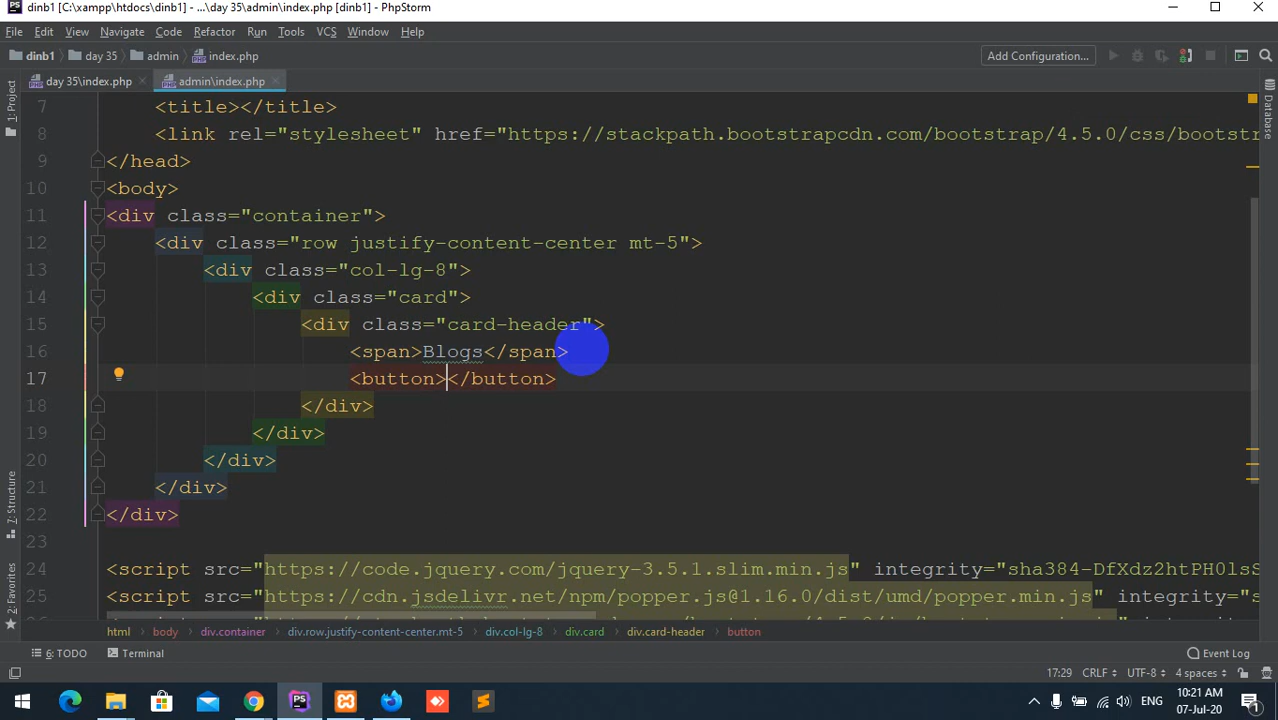 dinb1 [C:\xampp\htdocs\dinb1] - ...\day 35\admin\index.php [dinb1] - PhpStorm
File Edit View Navigate Code Refactor Run Tools VCS Window Help
dinb1 day 35 admin index.php Add Configuration...
day 35\index.php admin\index.php
1: Project
Database
7 <title></title>
8 <link rel="stylesheet" href="https://stackpath.bootstrapcdn.com/bootstrap/4.5.0/css/bootst
9 </head>
10 <body>
11 <div class="container">
12 <div class="row justify-content-center mt-5">
13 <div class="col-lg-8">
14 <div class="card">
15 <div class="card-header">
16 <span>Blogs</span>
17 <button></button>
18 </div>
19 </div>
20 </div>
21 </div>
22 </div>
23
24 <script src="https://code.jquery.com/jquery-3.5.1.slim.min.js" integrity="sha384-DfXdz2htPH0lsS
25 <script src="https://cdn.jsdelivr.net/npm/popper.js@1.16.0/dist/umd/popper.min.js" integrity="s
7: Structure
2: Favorites
html body div.container div.row.justify-content-center.mt-5 div.col-lg-8 div.card div.card-header button
6: TODO Terminal Event Log
17:29 CRLF UTF-8 4 spaces
ENG 10:21 AM
07-Jul-20